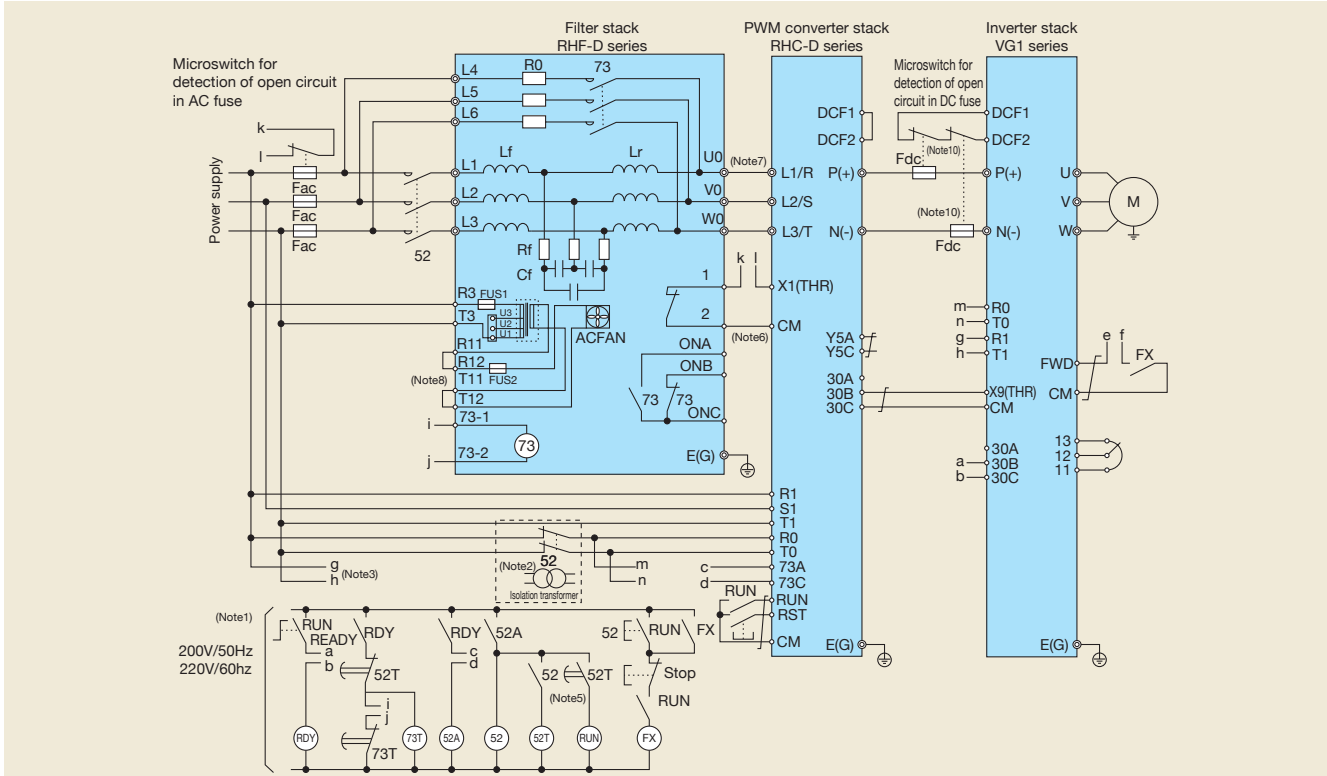 Filter stack
RHF-D series
PWM converter stack
RHC-D series
Inverter stack
VG1 series
Microswitch for
detection of open circuit
in AC fuse
Microswitch for
detection of open
circuit in DC fuse
L4
R0
73
L5
L6
k
l
DCF1
DCF2
DCF1
DCF2
(Note10)
Fdc
Power supply
Fac
Fac
Fac
52
L1
Lf
Lr
U0
(Note7)
L1/R
P(+)
P(+)
U
L2
V0
L2/S
V
M
L3
W0
L3/T
N(-)
(Note10)
Fdc
N(-)
W
Rf
Cf
R3
FUS1
T3
U3
U2
U1
ACFAN
R11
R12
FUS2
(Note8)
T11
T12
73-1
i
73
73-2
j
1
k
l
X1(THR)
2
CM
(Note6)
ONA
ONB
73
73
ONC
E(G)
Y5A
Y5C
30A
30B
30C
m
R0
n
T0
g
R1
h
T1
e
f
FX
FWD
CM
X9(THR)
CM
30A
a
30B
b
30C
13
12
11
R1
S1
T1
R0
T0
73A
73C
c
d
RUN
RUN
RST
CM
E(G)
E(G)
g
h
(Note3)
(Note2)
52
Isolation transformer
m
n
(Note1)
200V/50Hz
220V/60hz
RUN
READY
a
b
RDY
52T
i
j
73T
RDY
c
d
52A
52
52T
(Note5)
52
RUN
FX
Stop
RUN
RDY
73T
52A
52
52T
RUN
FX